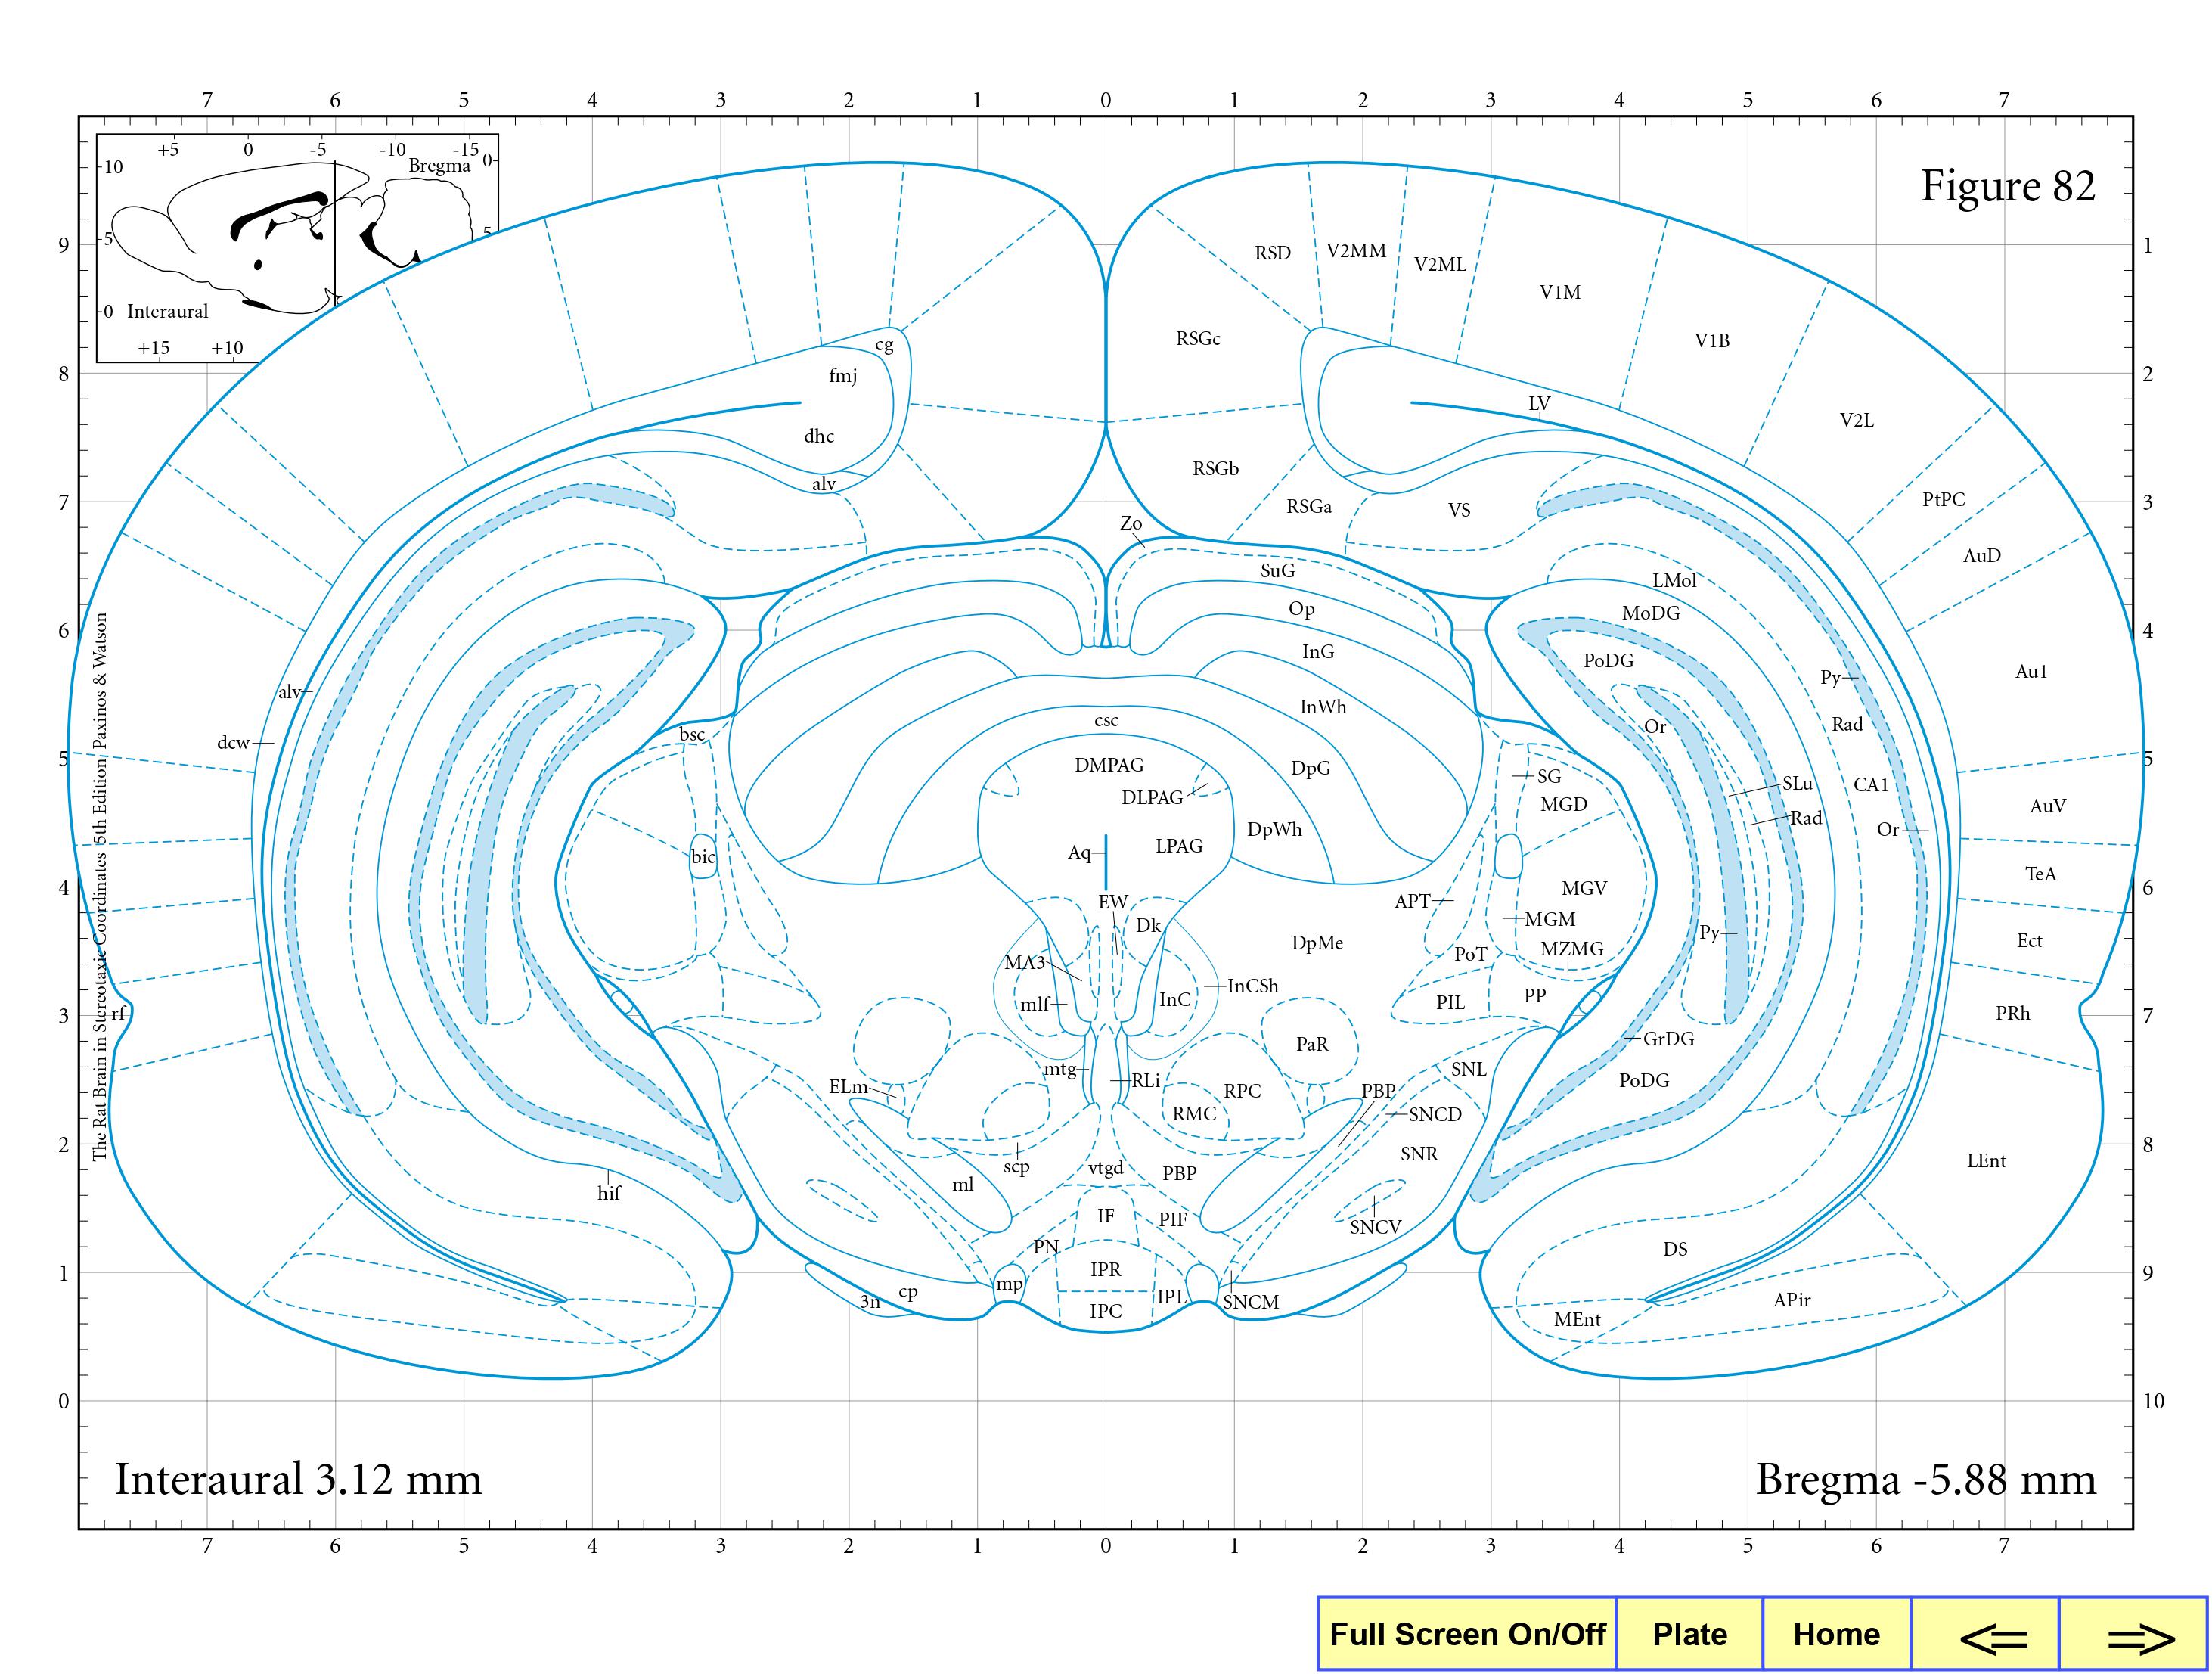 7 6 5 4 3 2 1 0 1 2 3 4 5 6 7
+5 0 -5 -10 -15
Bregma 0
10
5 5
0 Interaural
+15 +10
Figure 82
9 1
8 2
7 3
6 4
5 5
4 6
3 7
2 8
1 9
0 10
The Rat Brain in Stereotaxic Coordinates 5th Edition Paxinos & Watson
RSD V2MM V2ML
V1M
RSGc V1B
cg
fmj
LV
V2L
dhc
RSGb
alv
PtPC
RSGa VS
Zo
AuD
SuG
LMol
Op MoDG
InG PoDG
Au1
Py
alv
InWh
csc
Or Rad
bsc
dcw
DMPAG DpG
SG
SLu CA1
DLPAG
MGD
AuV
Rad
DpWh
Or
LPAG
Aq
bic
TeA
MGV
EW
APT
MGM
Dk
Py
Ect
DpMe
MZMG
PoT
MA3
InCSh
PP
InC
PIL
mlf
rf
PRh
GrDG
PaR
mtg
SNL
RLi
PoDG
ELm
RPC
PBP
RMC
SNCD
SNR
LEnt
scp vtgd
PBP
ml
hif
IF PIF
SNCV
PN
DS
IPR
mp
cp
IPL
3n
SNCM
APir
IPC
MEnt
Interaural 3.12 mm
Bregma -5.88 mm
7 6 5 4 3 2 1 0 1 2 3 4 5 6 7
Full Screen On/Off Plate Home